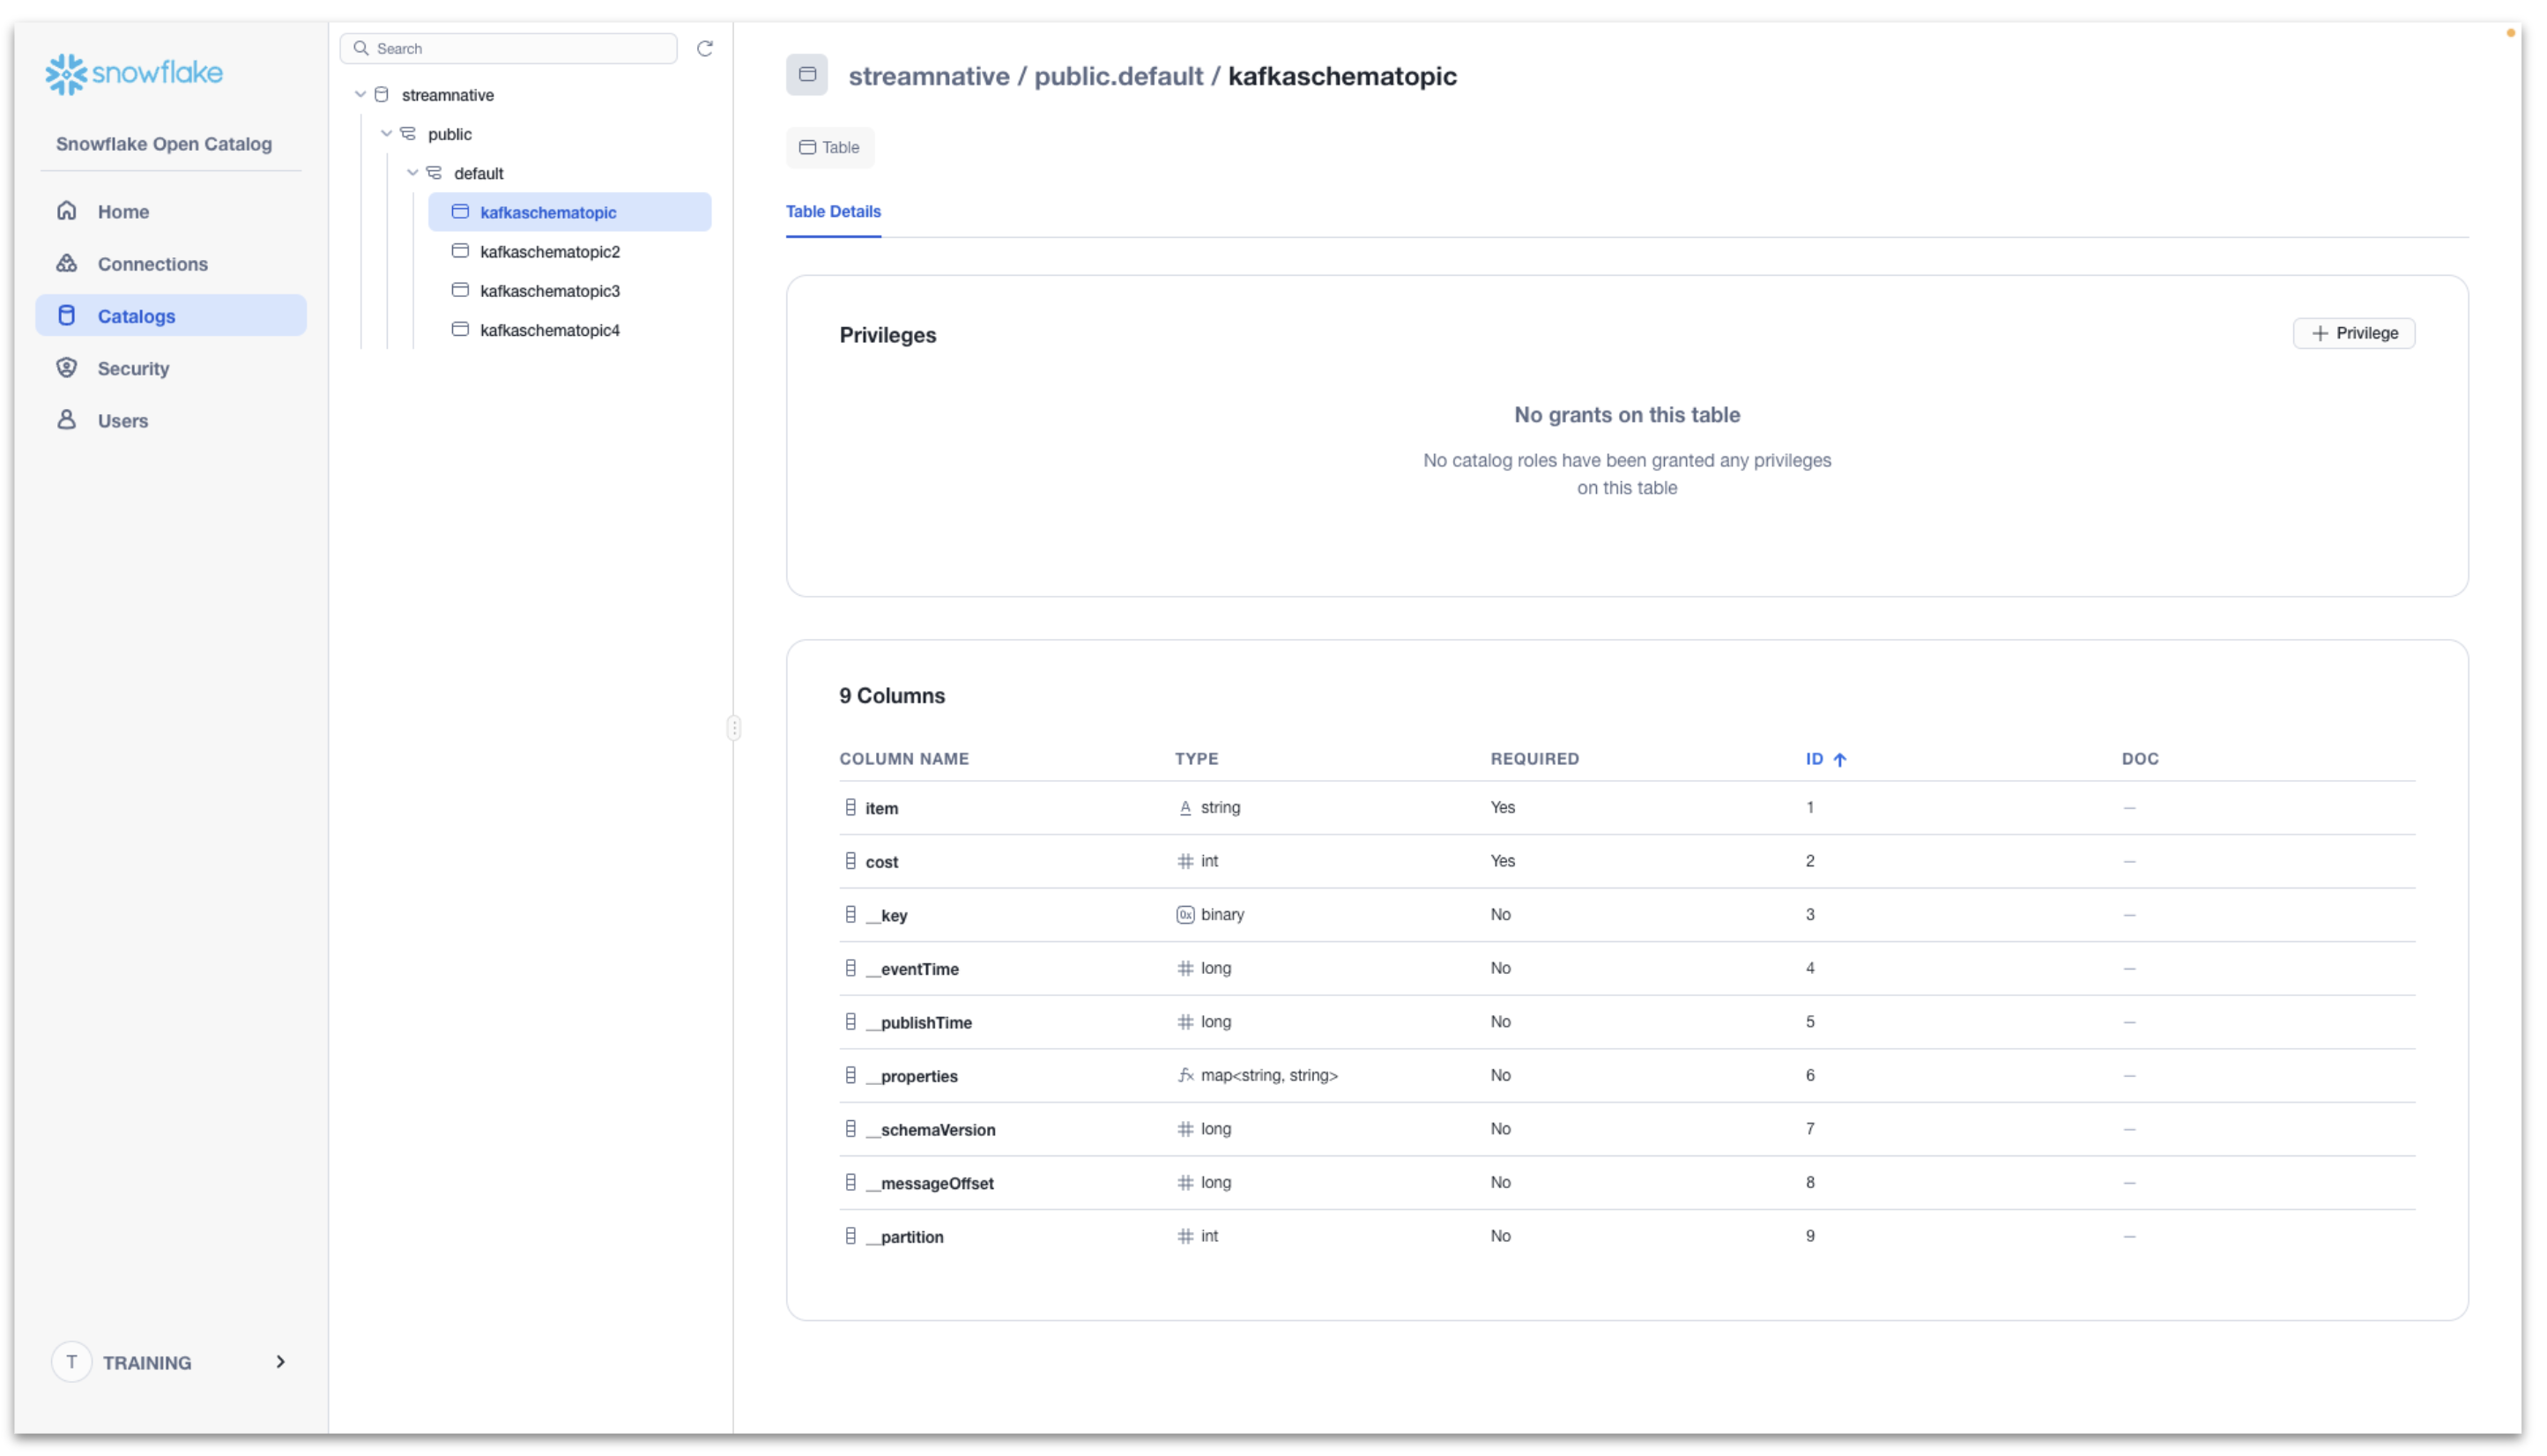 snowflake
Snowflake Open Catalog
Home
Connections
Catalogs
Security
Users
T TRAINING
Search
streamnative
public
default
kafkaschematopic
kafkaschematopic2
kafkaschematopic3
kafkaschematopic4
streamnative / public.default / kafkaschematopic
Table
Table Details
Privileges
+ Privilege
No grants on this table
No catalog roles have been granted any privileges
on this table
9 Columns
COLUMN NAME TYPE REQUIRED ID ↑ DOC
item A string Yes 1 —
cost # int Yes 2 —
__key 0x binary No 3 —
__eventTime # long No 4 —
__publishTime # long No 5 —
__properties fx map<string, string> No 6 —
__schemaVersion # long No 7 —
__messageOffset # long No 8 —
__partition # int No 9 —